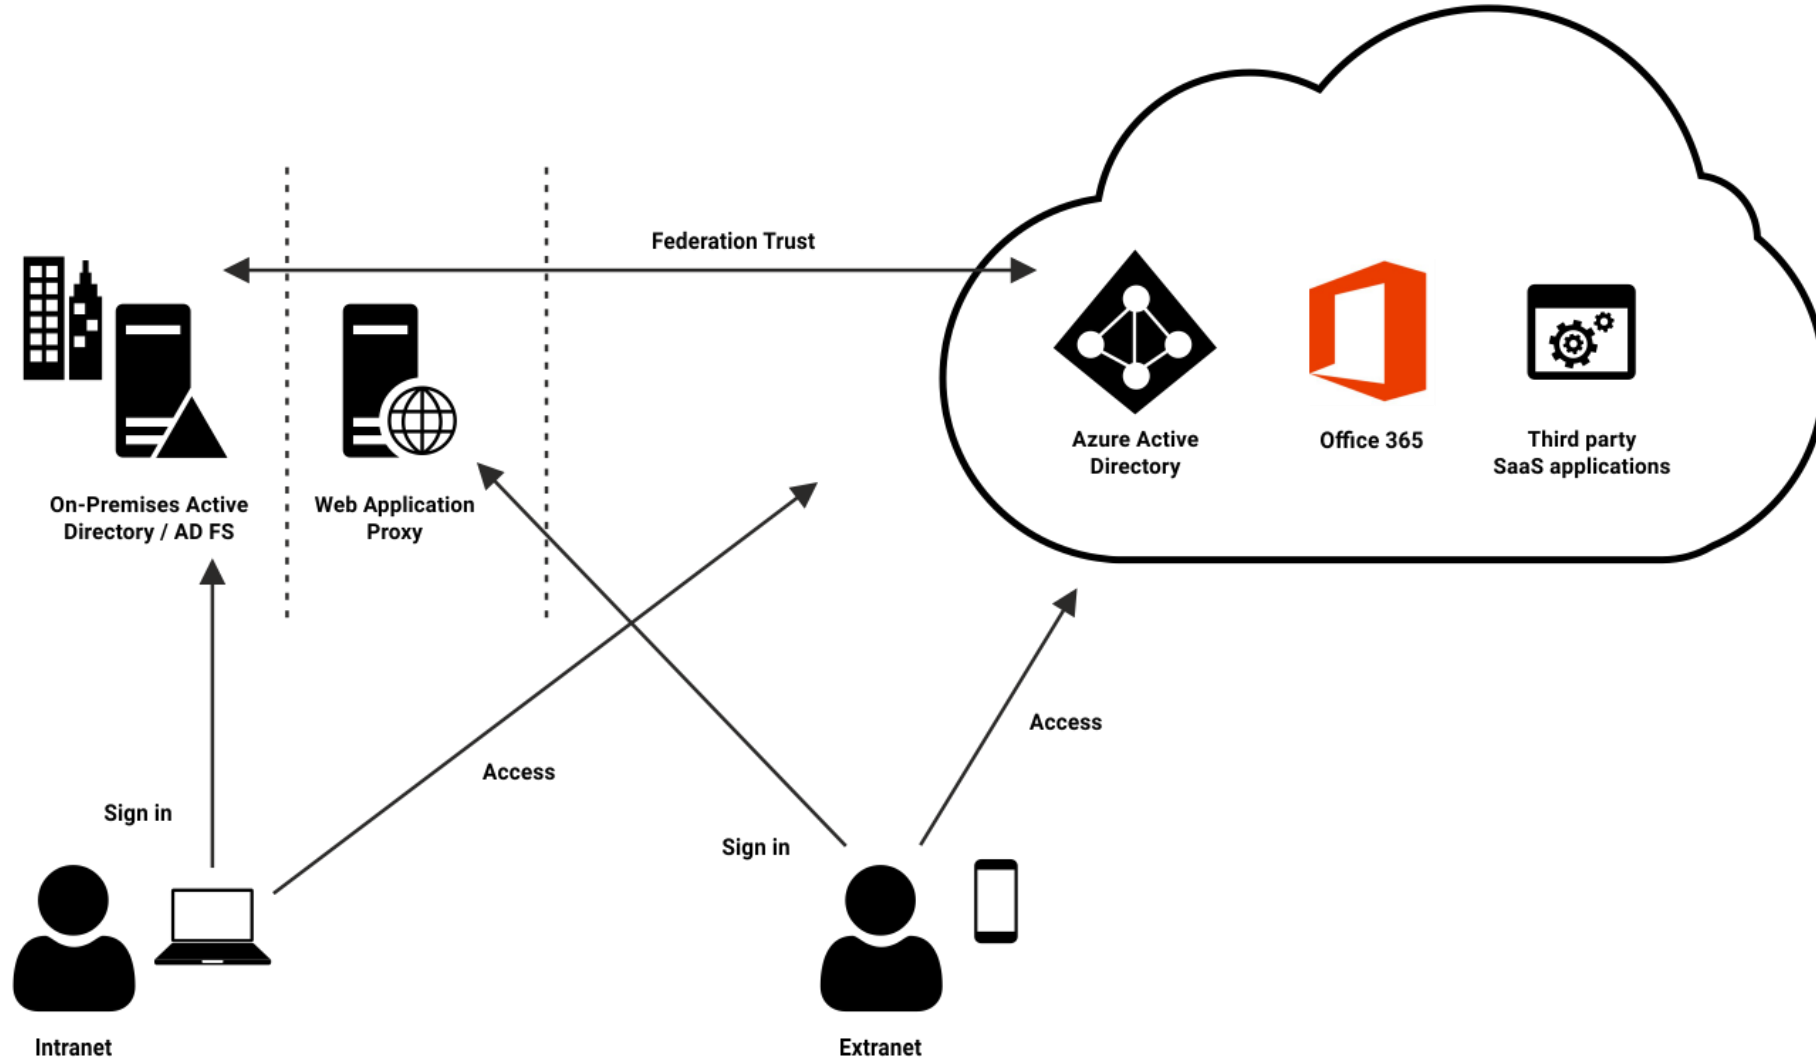 Federation Trust
Azure Active
Directory
Office 365
Third party
SaaS applications
On-Premises Active
Directory / AD FS
Web Application
Proxy
Access
Access
Sign in
Sign in
Intranet
Extranet